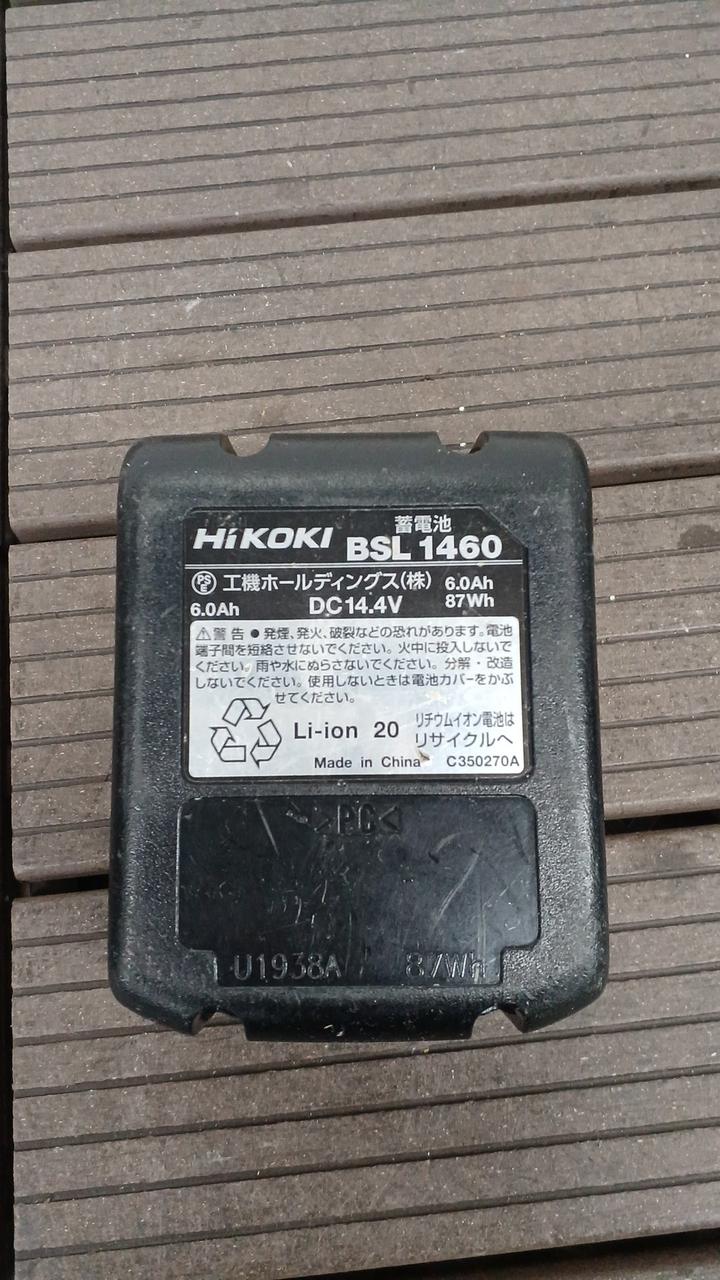 HiKOKI 蓄電池
BSL 1460
PSE 工機ホールディングス(株) 6.0Ah
6.0Ah DC14.4V 87Wh
⚠警告 ●発煙、発火、破裂などの恐れがあります。電池
端子間を短絡させないでください。火中に投入しないで
ください。雨や水にぬらさないでください。分解・改造
しないでください。使用しないときは電池カバーをかぶ
せてください。
Li-ion 20 リチウムイオン電池は
リサイクルへ
Made in China C350270A
>PC<
U1938A 87Wh